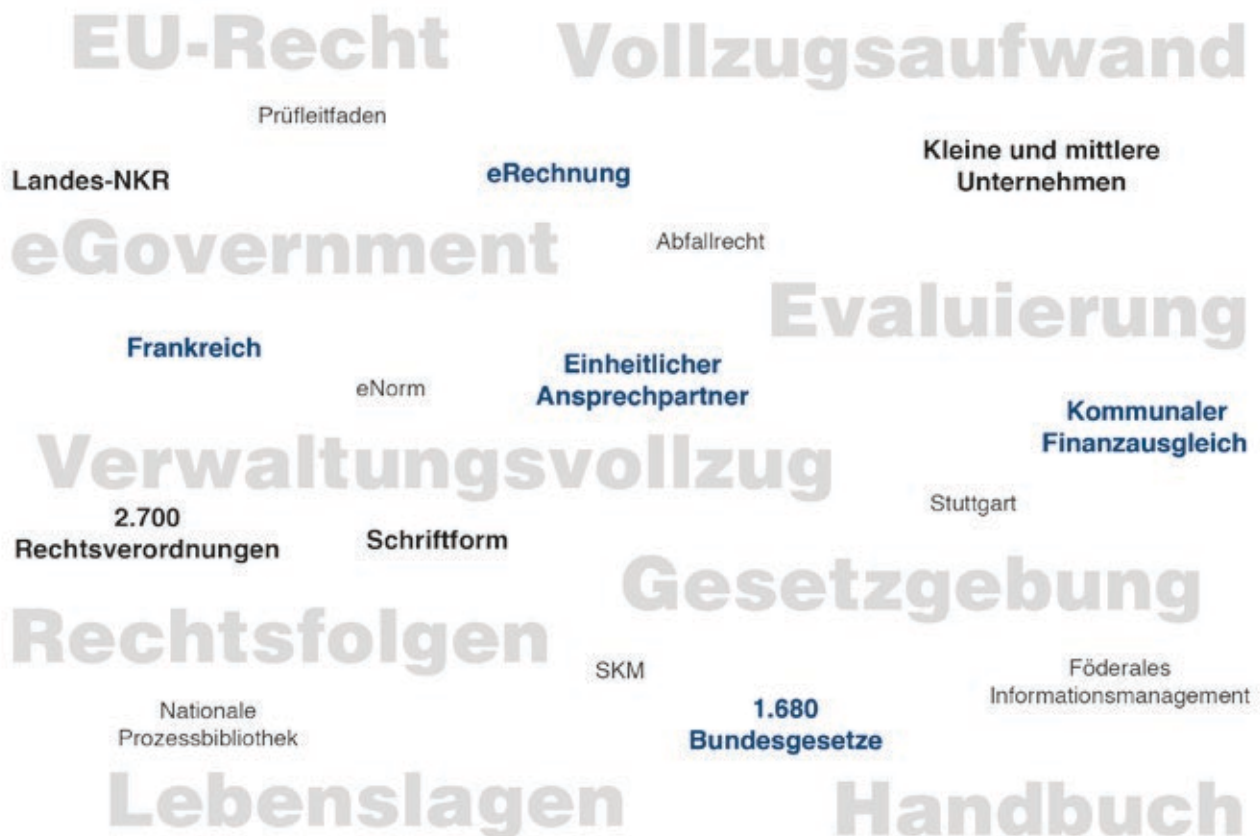 EU-Recht
Vollzugsaufwand
Prüfleitfaden
Kleine und mittlere
Unternehmen
Landes-NKR
eRechnung
eGovernment
Abfallrecht
Evaluierung
Frankreich
Einheitlicher
Ansprechpartner
eNorm
Kommunaler
Finanzausgleich
Verwaltungsvollzug
Stuttgart
2.700
Rechtsverordnungen
Schriftform
Gesetzgebung
Rechtsfolgen
SKM
Föderales
Informationsmanagement
Nationale
Prozessbibliothek
1.680
Bundesgesetze
Lebenslagen
Handbuch